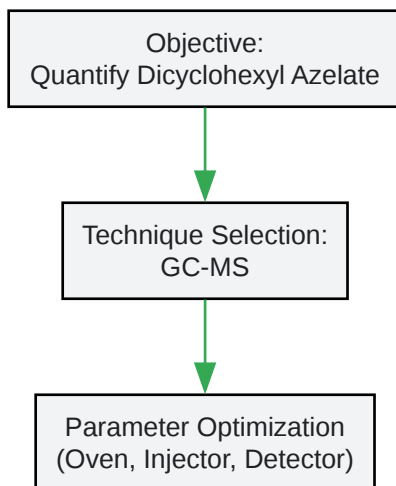 Objective:
Quantify Dicyclohexyl Azelate
Technique Selection:
GC-MS
Parameter Optimization
(Oven, Injector, Detector)